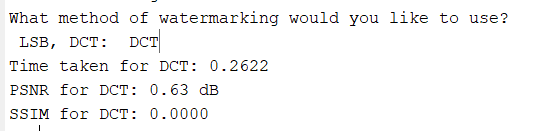 What method of watermarking would you like to use?
LSB, DCT: DCT
Time taken for DCT: 0.2622
PSNR for DCT: 0.63 dB
SSIM for DCT: 0.0000